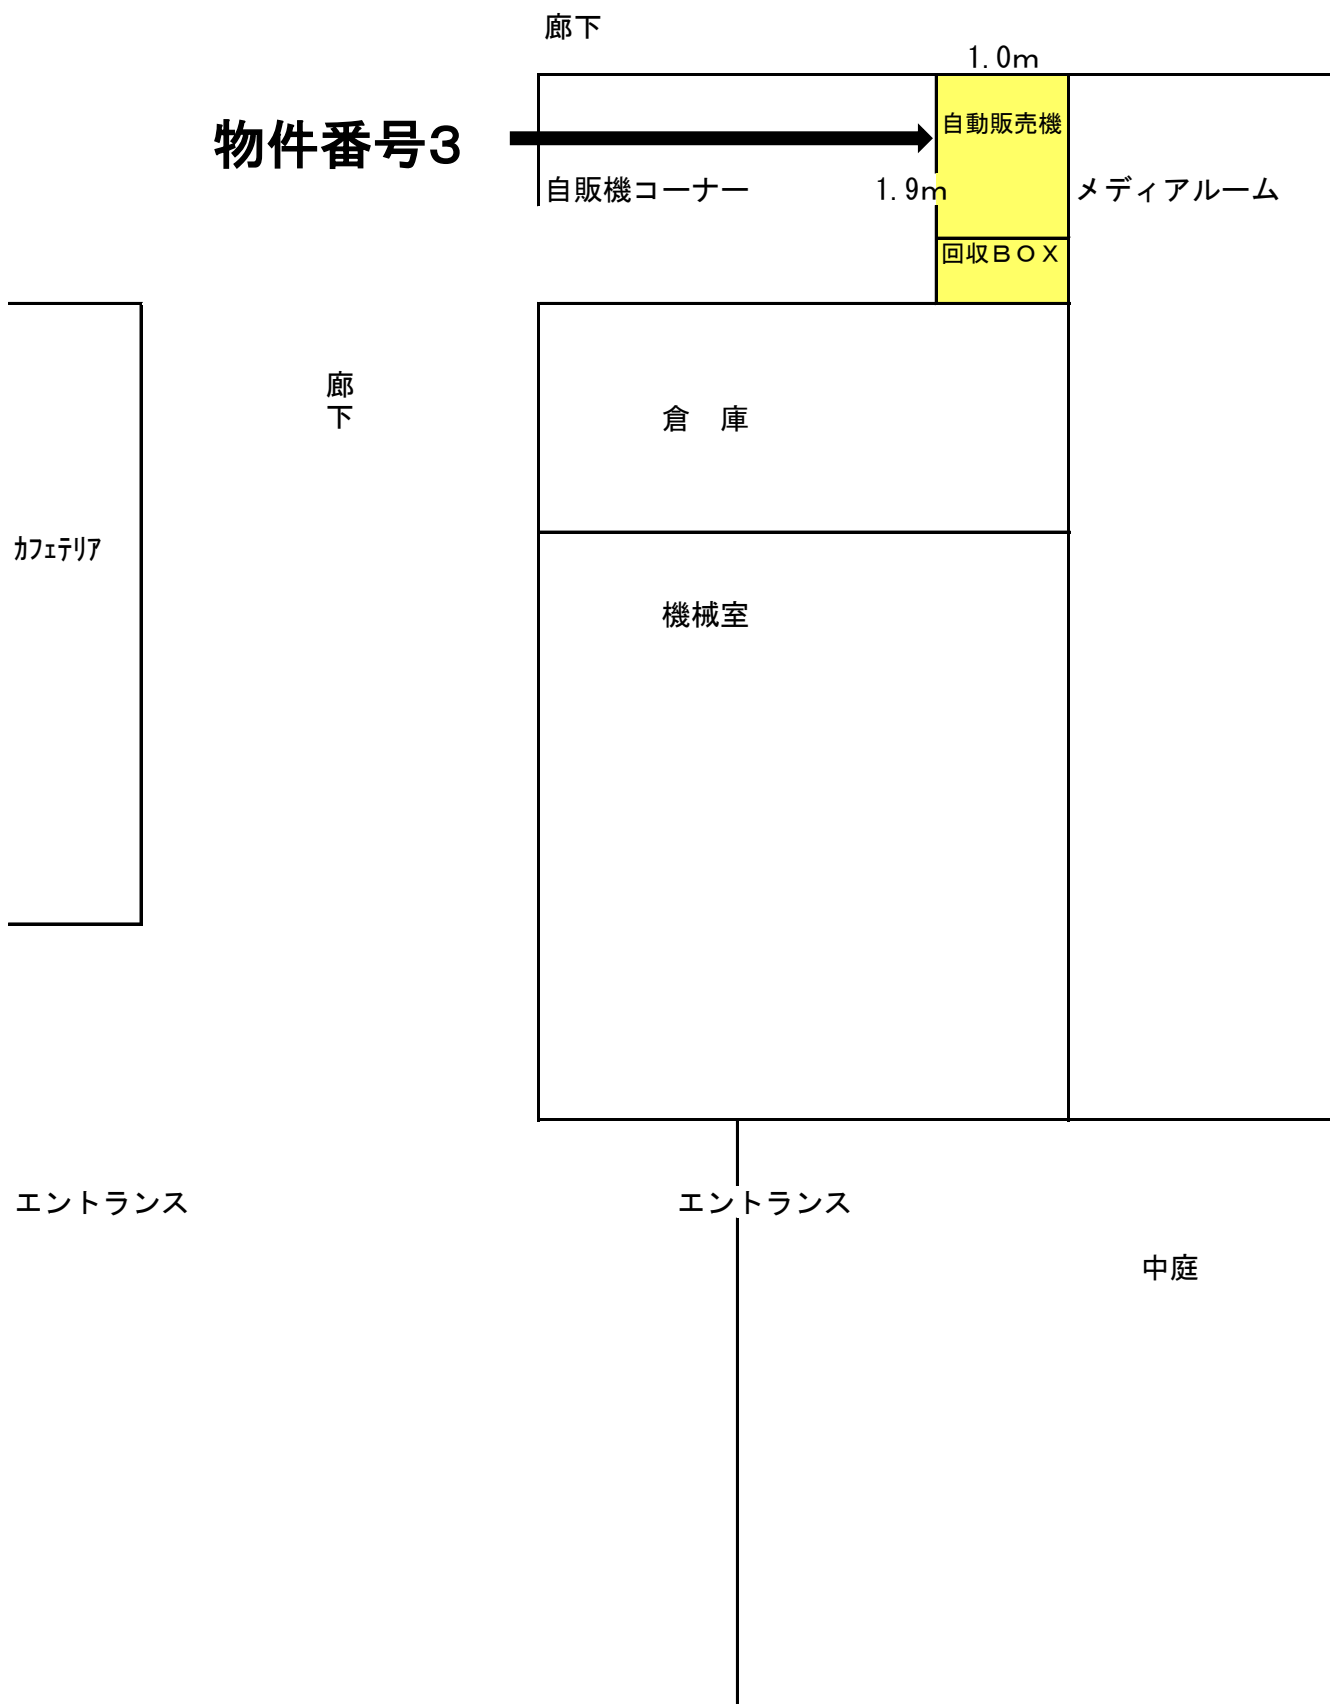 廊下
1.0ｍ
物件番号3
自動販売機
自販機コーナー
1.9ｍ
メディアルーム
回収ＢＯＸ
廊
下
倉　庫
ｶﾌｪﾃﾘｱ
機械室
エントランス
エントランス
中庭